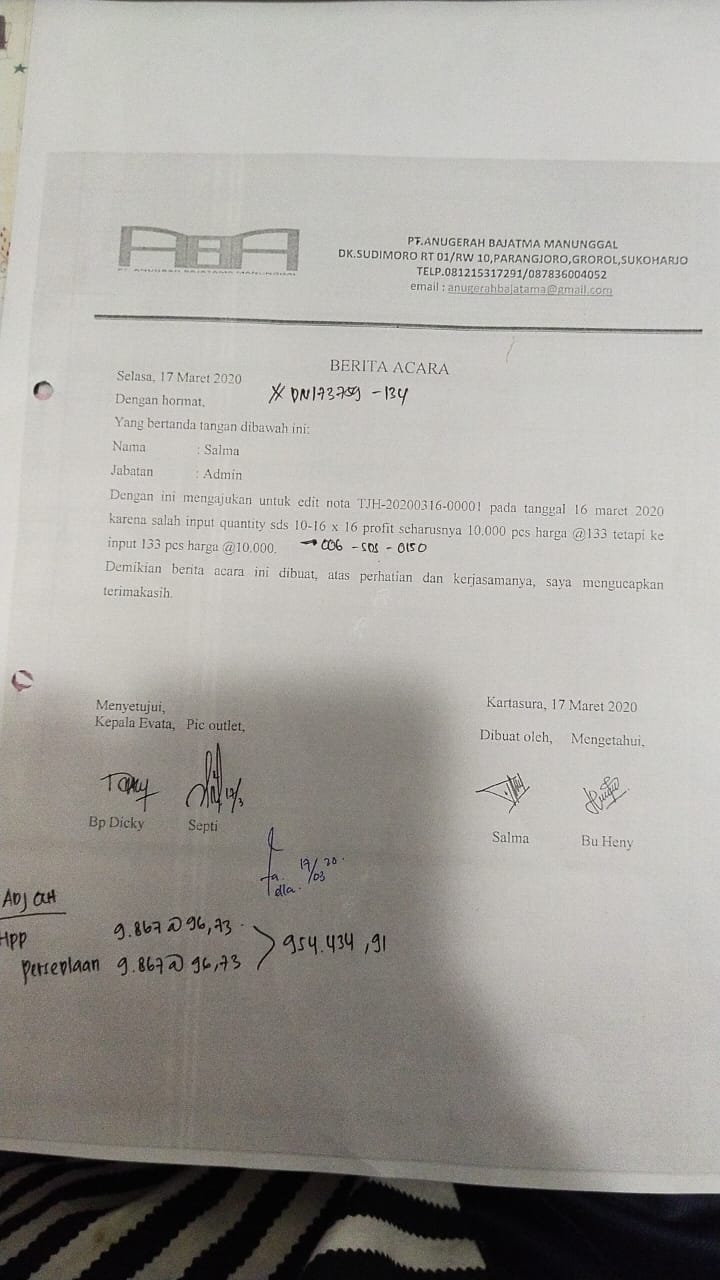 ABA
PT. ANUGRAH BAJATAMA MANUNGGAL
PT.ANUGERAH BAJATMA MANUNGGAL
DK.SUDIMORO RT 01/RW 10,PARANGJORO,GROROL,SUKOHARJO
TELP.081215317291/087836004052
email : anugerahbajatama@gmail.com
BERITA ACARA
Selasa, 17 Maret 2020
Dengan hormat,
Yang bertanda tangan dibawah ini:
Nama : Salma
Jabatan : Admin
Dengan ini mengajukan untuk edit nota TJH-20200316-00001 pada tanggal 16 maret 2020
karena salah input quantity sds 10-16 x 16 profit seharusnya 10.000 pcs harga @133 tetapi ke
input 133 pcs harga @10.000. → 006 - SDS - 0150
Demikian berita acara ini dibuat, atas perhatian dan kerjasamanya, saya mengucapkan
terimakasih.
Menyetujui,
Kepala Evata, Pic outlet,
Kartasura, 17 Maret 2020
Dibuat oleh, Mengetahui,
17/3
Bp Dicky Septi
Salma Bu Heny
19/03 20.
dla.
ADJ
HPP 9.867 @ 96,73
9.867 @ 96,73
954.434,91